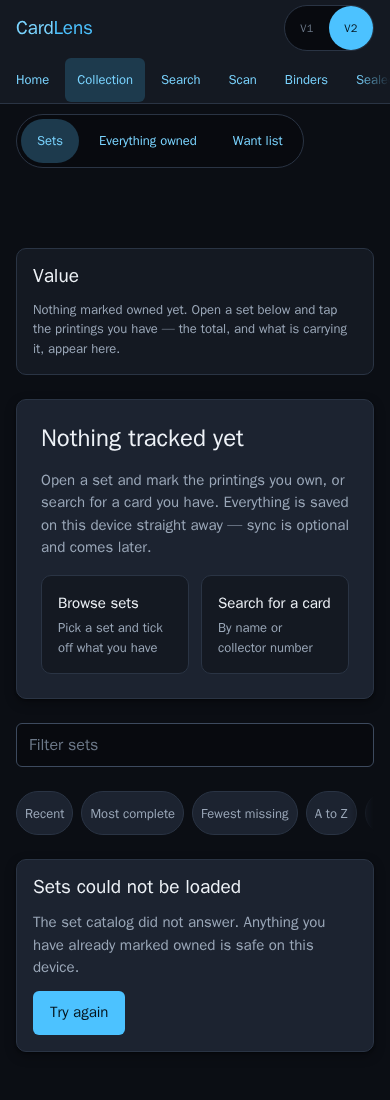 CardLens
V1
V2
Home
Collection
Search
Scan
Binders
Seale
Sets
Everything owned
Want list
Value
Nothing marked owned yet. Open a set below and tap
the printings you have — the total, and what is carrying
it, appear here.
Nothing tracked yet
Open a set and mark the printings you own, or
search for a card you have. Everything is saved
on this device straight away — sync is optional
and comes later.
Browse sets
Pick a set and tick
off what you have
Search for a card
By name or
collector number
Filter sets
Recent
Most complete
Fewest missing
A to Z
Sets could not be loaded
The set catalog did not answer. Anything you
have already marked owned is safe on this
device.
Try again